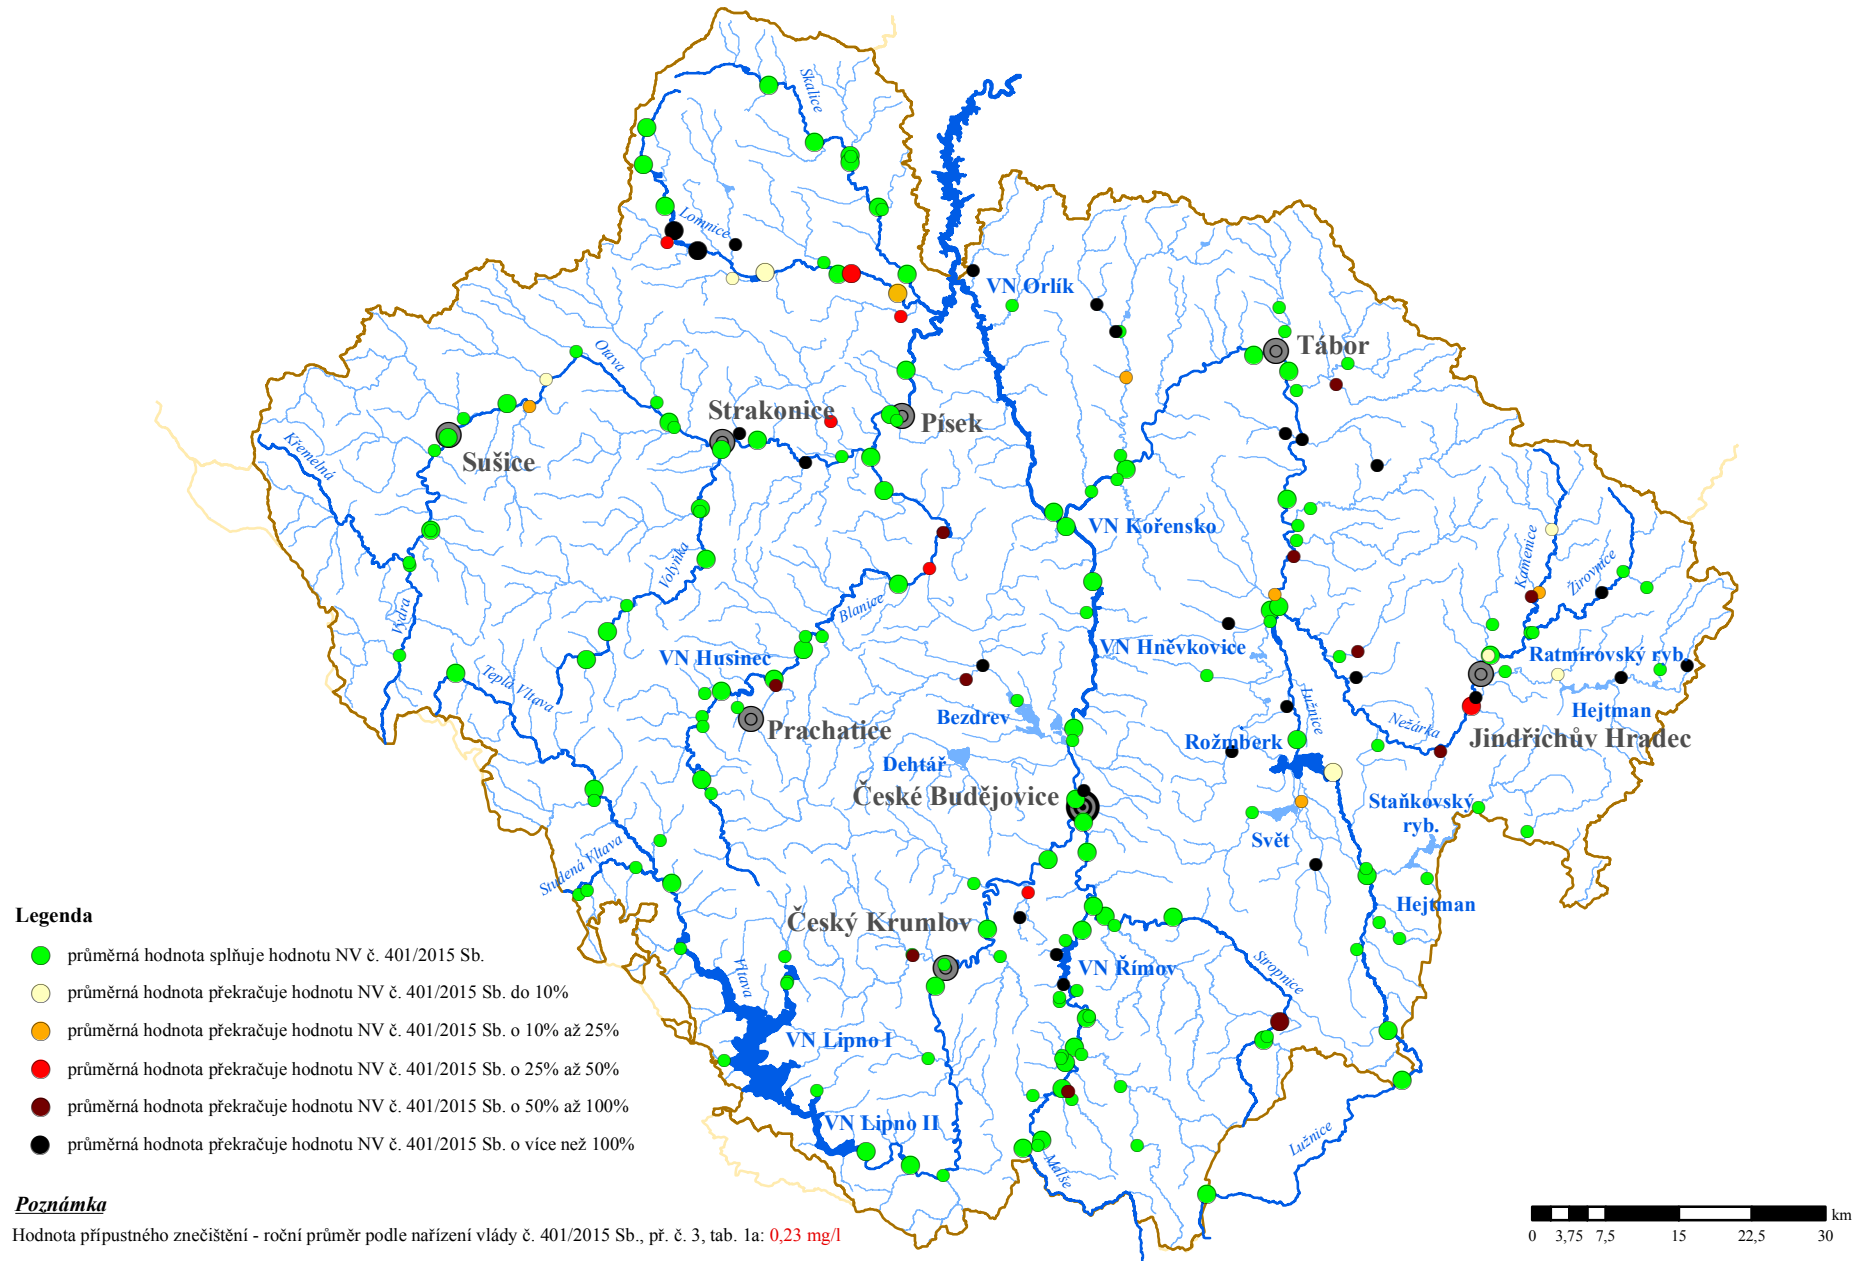 Skalice
Lomnice
VN Orlík
Otava
Tábor
Strakonice
Písek
Křemelná
Sušice
VN Kořensko
Kamenice
Žirovnice
Volyňka
Blanice
Vydra
VN Husinec
VN Hněvkovice
Ratmírovský ryb.
Teplá Vltava
Lužnice
Hejtman
Bezdrev
Nežárka
Prachatice
Rožmberk
Jindřichův Hradec
Dehtář
České Budějovice
Staňkovský
ryb.
Svět
Studená Vltava
Hejtman
Český Krumlov
VN Římov
Stropnice
Vltava
VN Lipno I
VN Lipno II
Malše
Lužnice
Legenda
průměrná hodnota splňuje hodnotu NV č. 401/2015 Sb.
průměrná hodnota překračuje hodnotu NV č. 401/2015 Sb. do 10%
průměrná hodnota překračuje hodnotu NV č. 401/2015 Sb. o 10% až 25%
průměrná hodnota překračuje hodnotu NV č. 401/2015 Sb. o 25% až 50%
průměrná hodnota překračuje hodnotu NV č. 401/2015 Sb. o 50% až 100%
průměrná hodnota překračuje hodnotu NV č. 401/2015 Sb. o více než 100%
Poznámka
Hodnota přípustného znečištění - roční průměr podle nařízení vlády č. 401/2015 Sb., př. č. 3, tab. 1a: 0,23 mg/l
km
0 3,75 7,5 15 22,5 30